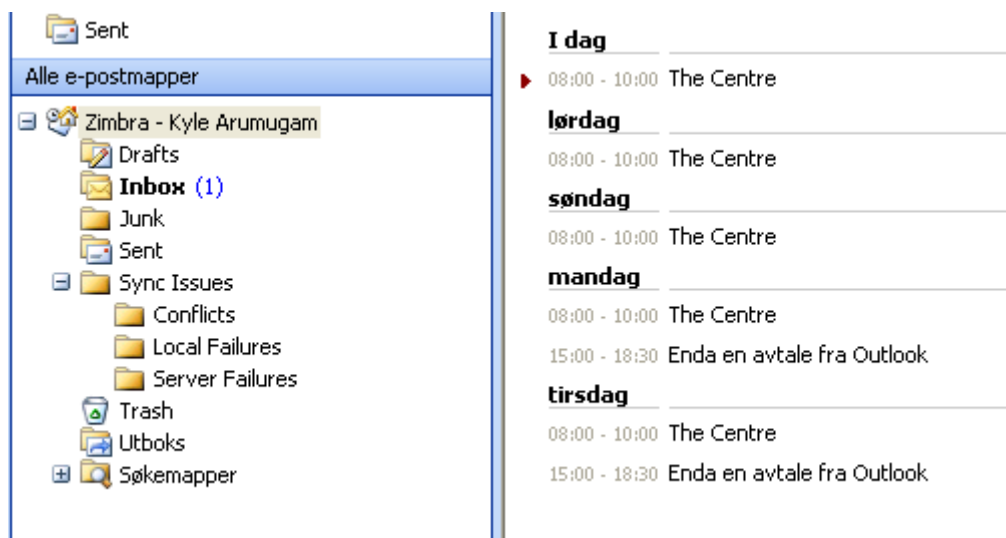 Sent
Alle e-postmapper
Zimbra - Kyle Arumugam
Drafts
Inbox (1)
Junk
Sent
Sync Issues
Conflicts
Local Failures
Server Failures
Trash
Utboks
Søkemapper
I dag
08:00 - 10:00 The Centre
lørdag
08:00 - 10:00 The Centre
søndag
08:00 - 10:00 The Centre
mandag
08:00 - 10:00 The Centre
15:00 - 18:30 Enda en avtale fra Outlook
tirsdag
08:00 - 10:00 The Centre
15:00 - 18:30 Enda en avtale fra Outlook